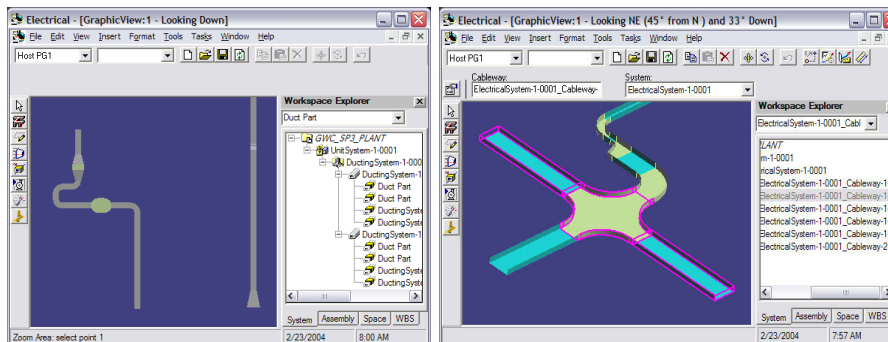 Electrical - [GraphicView:1 - Looking Down]
File Edit View Insert Format Tools Tasks Window Help
Host PG1
Workspace Explorer
Duct Part
GWC_SP3_PLANT
UnitSystem-1-0001
DuctingSystem-1-000
DuctingSystem-1
Duct Part
Duct Part
DuctingSyste
DuctingSyste
DuctingSystem-1
Duct Part
Duct Part
DuctingSyste
DuctingSyste
System Assembly Space WBS
Zoom Area: select point 1
2/23/2004 8:00 AM
Electrical - [GraphicView:1 - Looking NE (45° from N ) and 33° Down]
File Edit View Insert Format Tools Tasks Window Help
Host PG1
Cableway: System:
ElectricalSystem-1-0001_Cableway- ElectricalSystem-1-0001
Workspace Explorer
ElectricalSystem-1-0001_Cabl
LANT
m-1-0001
ricalSystem-1-0001
ElectricalSystem-1-0001_Cableway-1-
ElectricalSystem-1-0001_Cableway-1-
ElectricalSystem-1-0001_Cableway-1-
ElectricalSystem-1-0001_Cableway-1-
ElectricalSystem-1-0001_Cableway-1-
ElectricalSystem-1-0001_Cableway-2-
System Assembly Space WBS
2/23/2004 7:57 AM